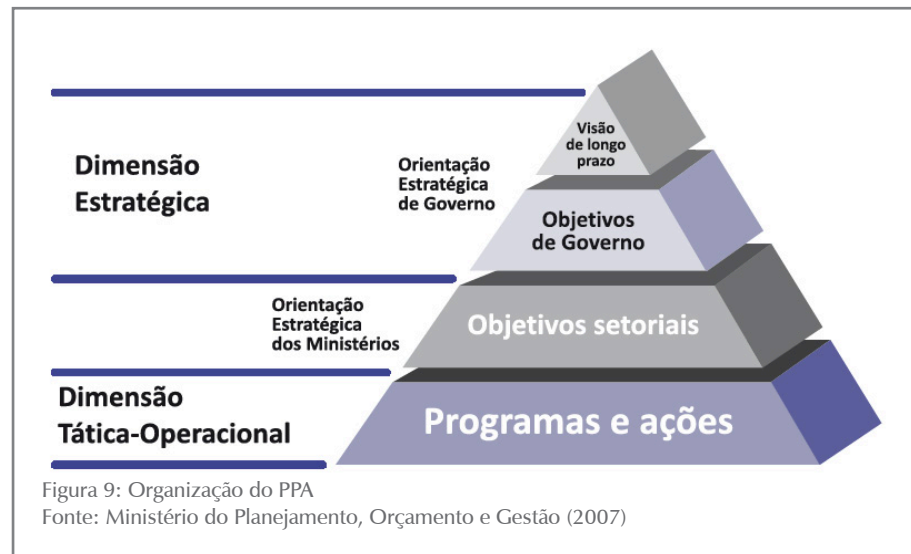 Visão
de longo
prazo
Dimensão
Estratégica
Orientação
Estratégica
de Governo
Objetivos
de Governo
Orientação
Estratégica
dos Ministérios
Objetivos setoriais
Dimensão
Tática-Operacional
Programas e ações
Figura 9: Organização do PPA
Fonte: Ministério do Planejamento, Orçamento e Gestão (2007)